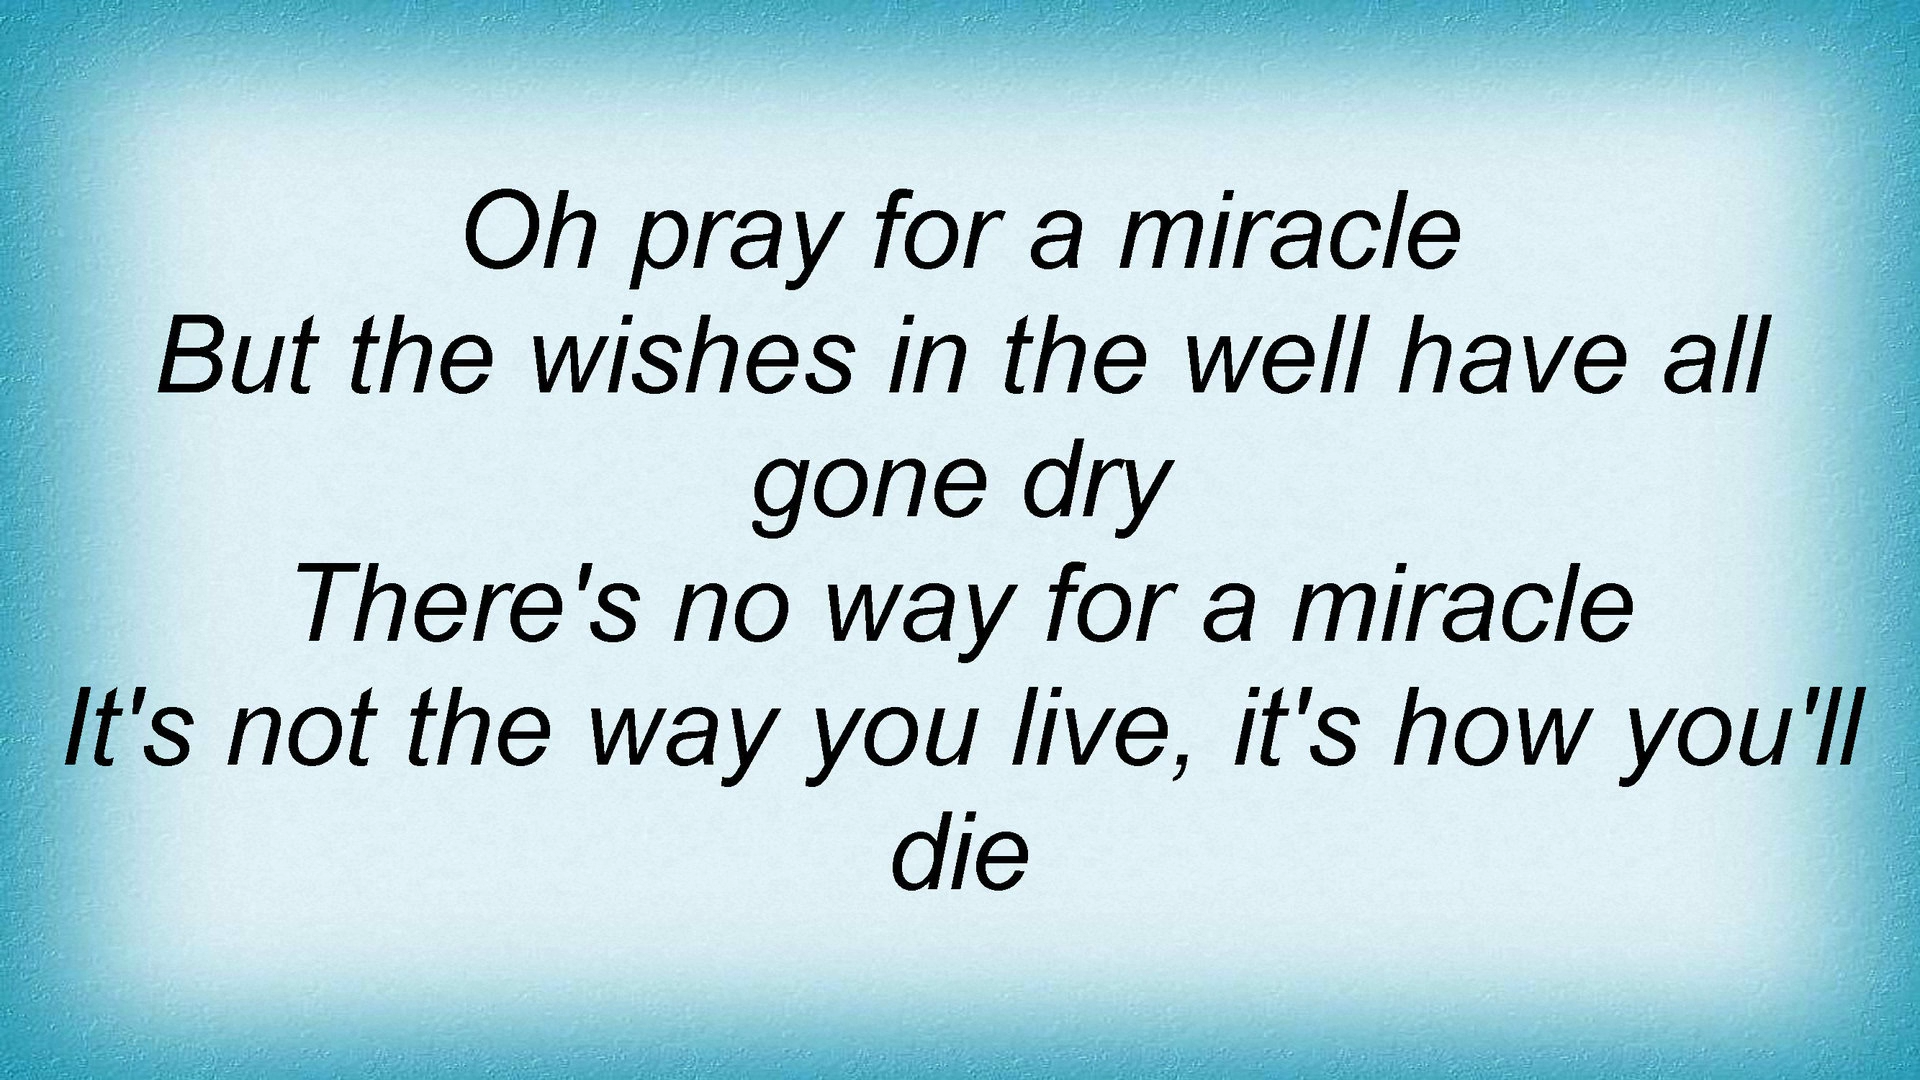 Oh pray for a miracle
But the wishes in the well have all
gone dry
There's no way for a miracle
It's not the way you live, it's how you'll
die